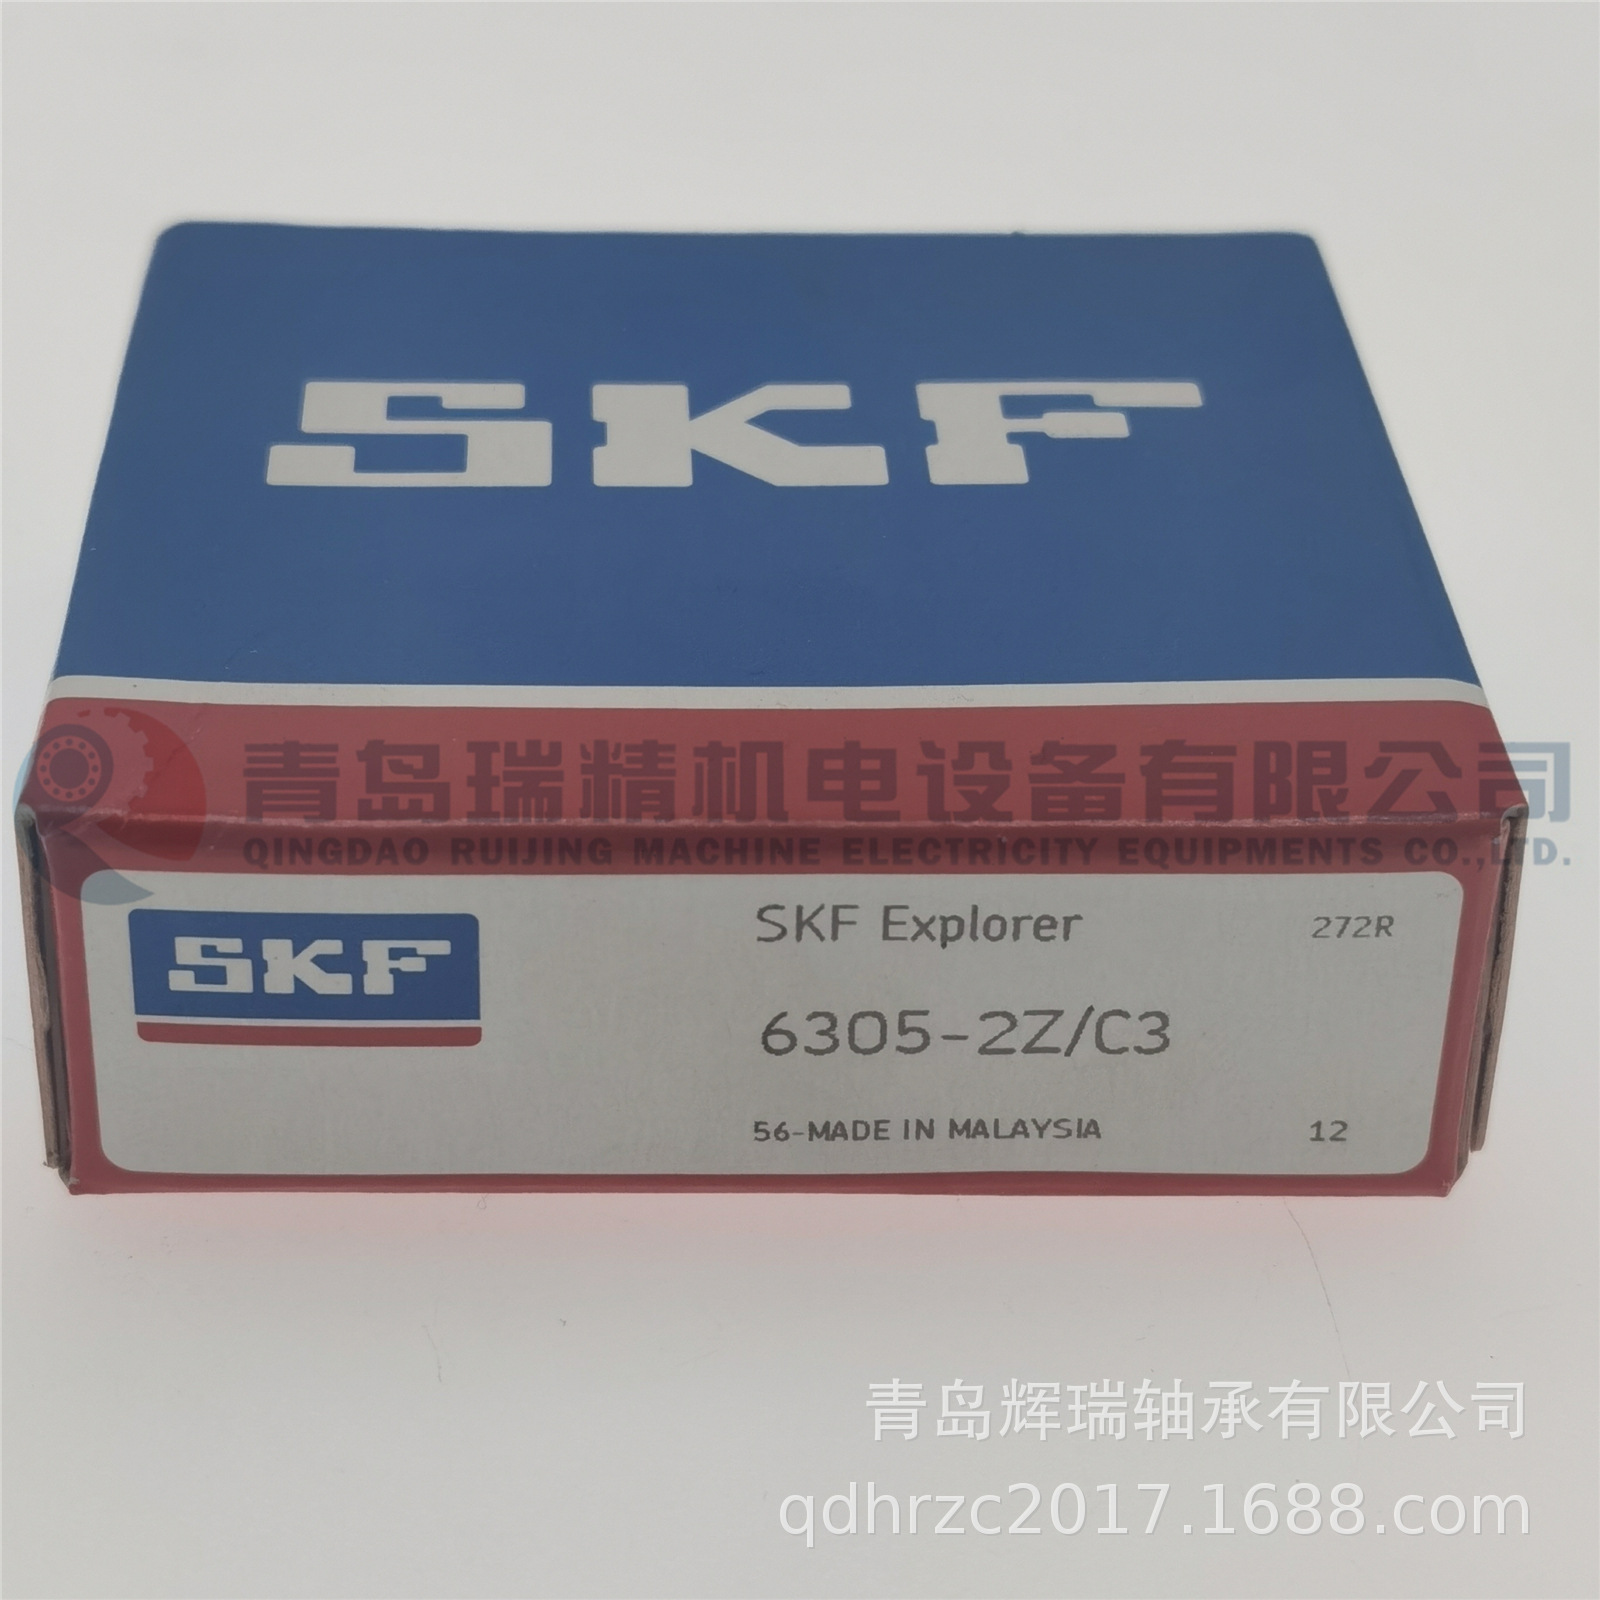 SKF
青岛瑞精机电设备有限公司
QINGDAO RUIJING MACHINE ELECTRICITY EQUIPMENTS CO.,LTD.
SKF
SKF Explorer
272R
6305-2Z/C3
56-MADE IN MALAYSIA
12
青岛辉瑞轴承有限公司
qdhrzc2017.1688.com